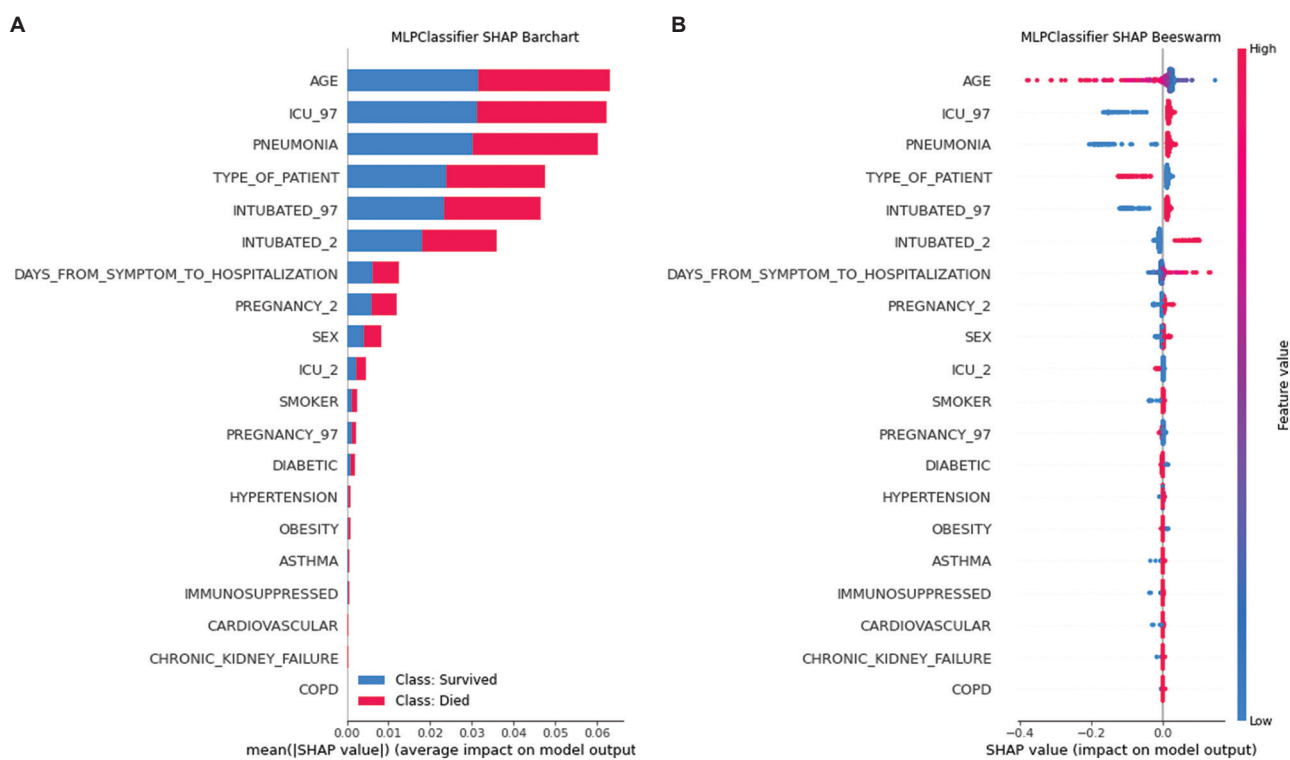 A
MLPClassifier SHAP Barchart
AGE
ICU_97
PNEUMONIA
TYPE_OF_PATIENT
INTUBATED_97
INTUBATED_2
DAYS_FROM_SYMPTOM_TO_HOSPITALIZATION
PREGNANCY_2
SEX
ICU_2
SMOKER
PREGNANCY_97
DIABETIC
HYPERTENSION
OBESITY
ASTHMA
IMMUNOSUPPRESSED
CARDIOVASCULAR
CHRONIC_KIDNEY_FAILURE
COPD
Class: Survived
Class: Died
0.00 0.01 0.02 0.03 0.04 0.05 0.06
mean(|SHAP value|) (average impact on model output
B
MLPClassifier SHAP Beeswarm
AGE
ICU_97
PNEUMONIA
TYPE_OF_PATIENT
INTUBATED_97
INTUBATED_2
DAYS_FROM_SYMPTOM_TO_HOSPITALIZATION
PREGNANCY_2
SEX
ICU_2
SMOKER
PREGNANCY_97
DIABETIC
HYPERTENSION
OBESITY
ASTHMA
IMMUNOSUPPRESSED
CARDIOVASCULAR
CHRONIC_KIDNEY_FAILURE
COPD
−0.4 −0.2 0.0
SHAP value (impact on model output)
High
Feature value
Low